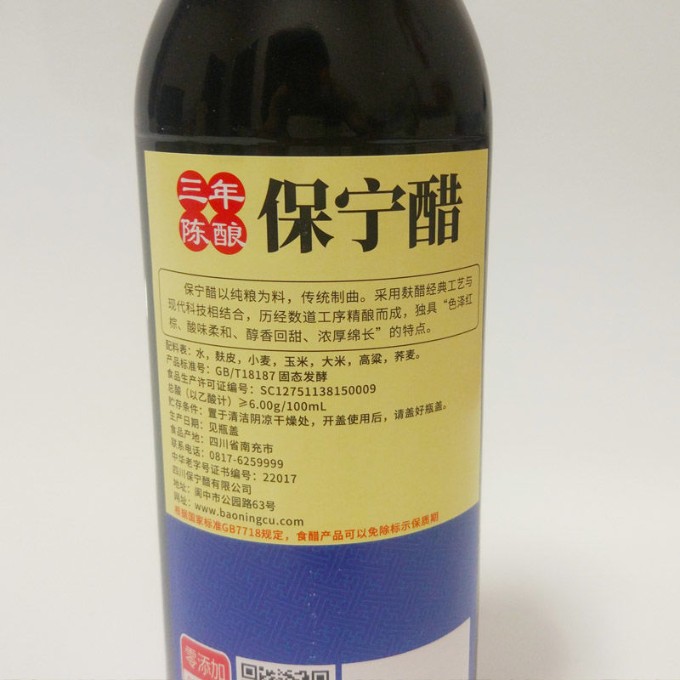 三年
陈酿
保宁醋
保宁醋以纯粮为料，传统制曲。采用麸醋经典工艺与
现代科技相结合，历经数道工序精酿而成，独具“色泽红
棕、酸味柔和、醇香回甜、浓厚绵长”的特点。
配料表：水，麸皮，小麦，玉米，大米，高粱，荞麦。
产品标准号：GB/T18187 固态发酵
食品生产许可证编号：SC12751138150009
总酸（以乙酸计）≥6.00g/100mL
贮存条件：置于清洁阴凉干燥处，开盖使用后，请盖好瓶盖。
生产日期：见瓶盖
食品产地：四川省南充市
联系电话：0817-6259999
中华老字号证书编号：22017
四川保宁醋有限公司
地址：阆中市公园路63号
网址：www.baoningcu.com
根据国家标准GB7718规定，食醋产品可以免除标示保质期
零添加